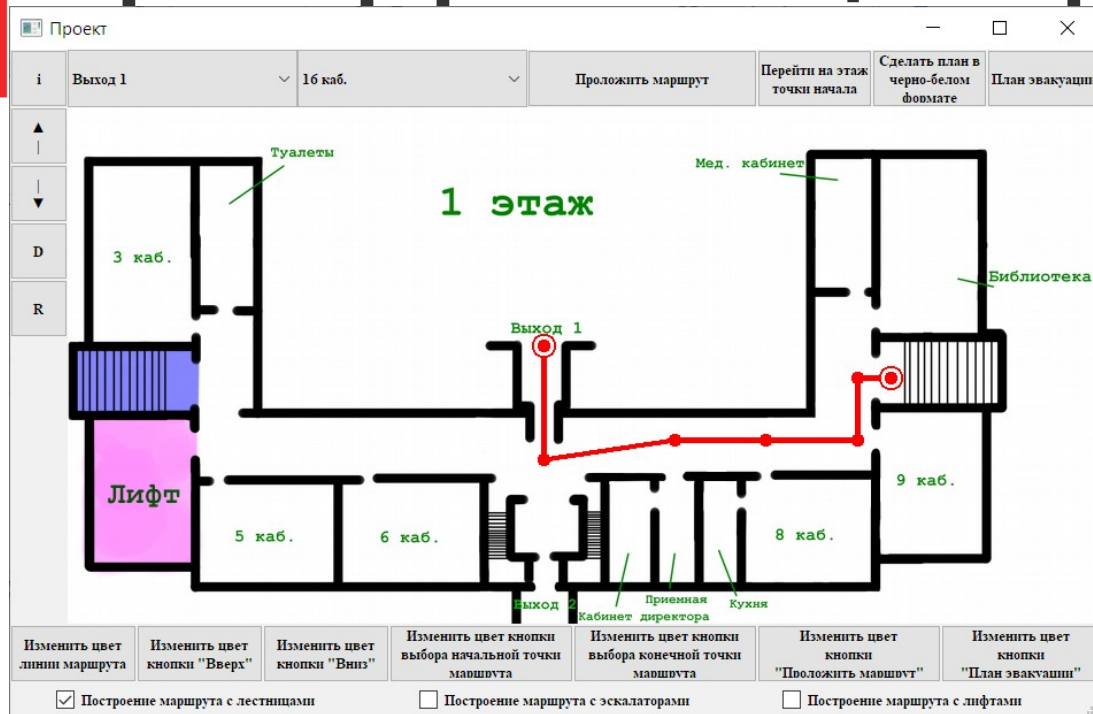 Проект
i
Выход 1
16 каб.
Проложить маршрут
Перейти на этаж
точки начала
Сделать план в
черно-белом
формате
План эвакуации
D
R
Туалеты
Мед. кабинет
1 этаж
3 каб.
Библиотека
Выход 1
Лифт
9 каб.
5 каб.
6 каб.
8 каб.
Выход 2
Приемная
Кухня
Кабинет директора
Изменить цвет
линии маршрута
Изменить цвет
кнопки "Вверх"
Изменить цвет
кнопки "Вниз"
Изменить цвет кнопки
выбора начальной точки
маршрута
Изменить цвет кнопки
выбора конечной точки
маршрута
Изменить цвет
кнопки
"Проложить маршрут"
Изменить цвет
кнопки
"План эвакуации"
Построение маршрута с лестницами
Построение маршрута с эскалаторами
Построение маршрута с лифтами